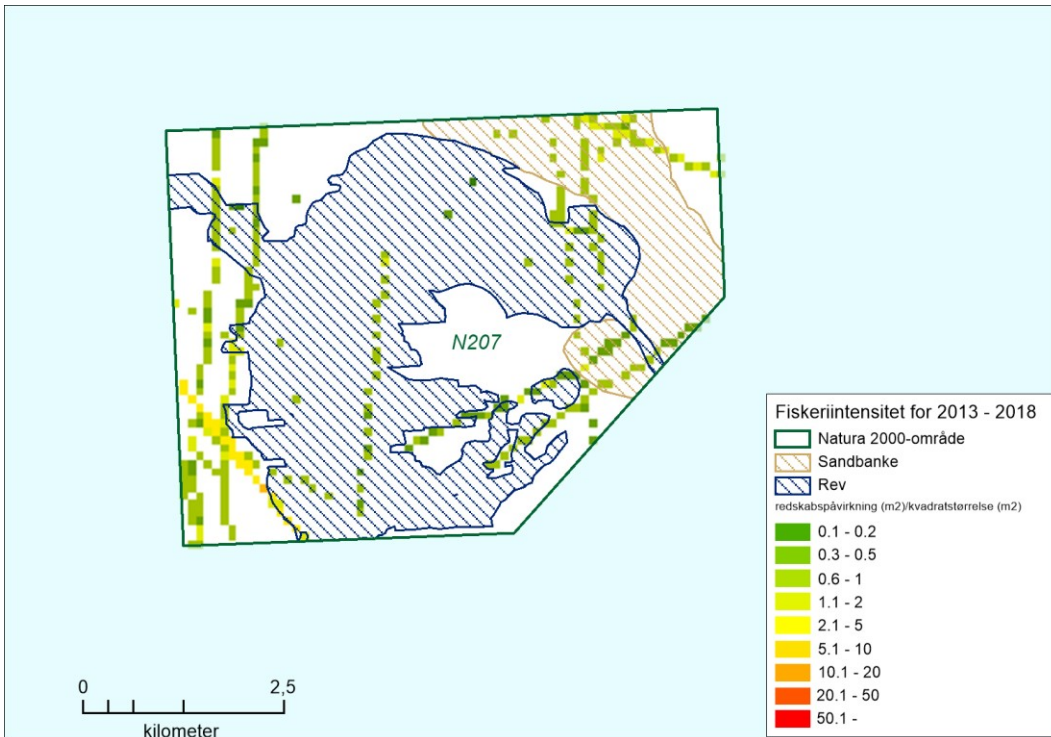 N207
Fiskeriintensitet for 2013 - 2018
Natura 2000-område
Sandbanke
Rev
redskabspåvirkning (m2)/kvadratstørrelse (m2)
0.1 - 0.2
0.3 - 0.5
0.6 - 1
1.1 - 2
2.1 - 5
5.1 - 10
10.1 - 20
20.1 - 50
50.1 -
0 2,5
kilometer